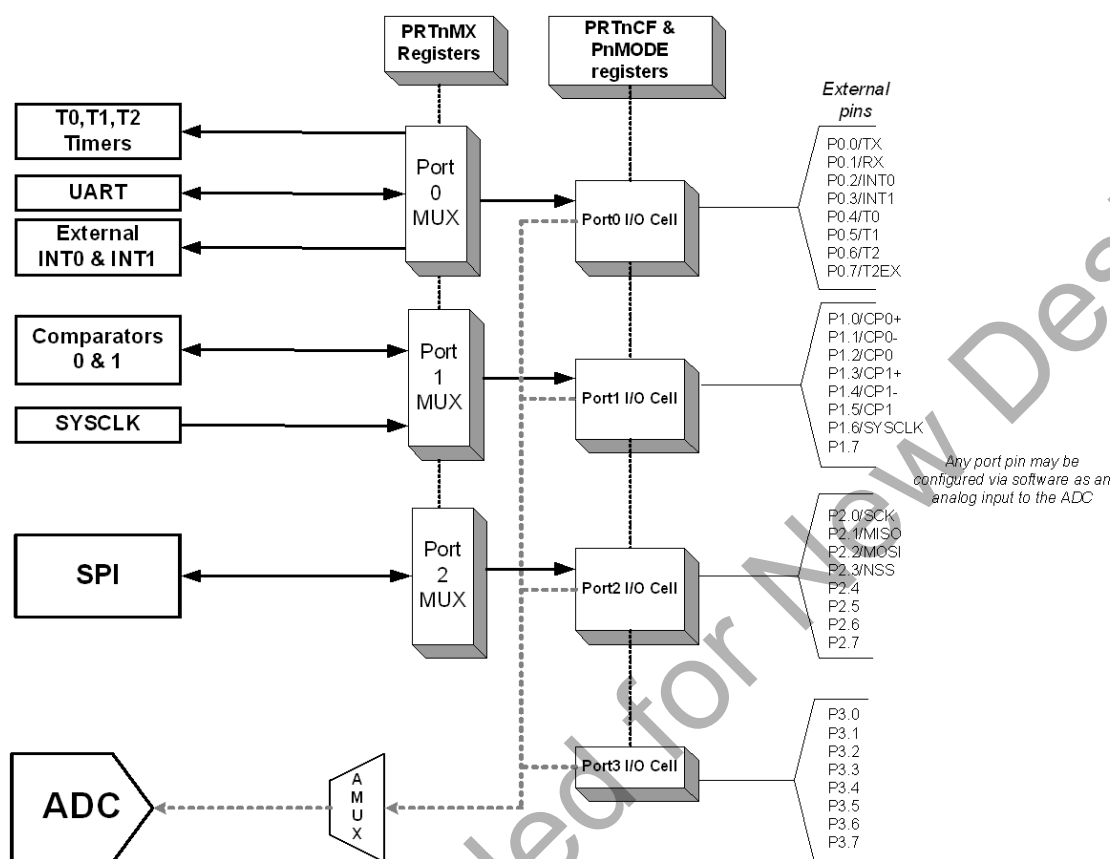 PRTnMX
Registers
PRTnCF &
PnMODE
registers
External
pins
T0,T1,T2
Timers
UART
External
INT0 & INT1
Port
0
MUX
Port0 I/O Cell
P0.0/TX
P0.1/RX
P0.2/INT0
P0.3/INT1
P0.4/T0
P0.5/T1
P0.6/T2
P0.7/T2EX
Comparators
0 & 1
SYSCLK
Port
1
MUX
Port1 I/O Cell
P1.0/CP0+
P1.1/CP0-
P1.2/CP0
P1.3/CP1+
P1.4/CP1-
P1.5/CP1
P1.6/SYSCLK
P1.7
Any port pin may be
configured via software as an
analog input to the ADC
SPI
Port
2
MUX
Port2 I/O Cell
P2.0/SCK
P2.1/MISO
P2.2/MOSI
P2.3/NSS
P2.4
P2.5
P2.6
P2.7
ADC
AMUX
Port3 I/O Cell
P3.0
P3.1
P3.2
P3.3
P3.4
P3.5
P3.6
P3.7
for New